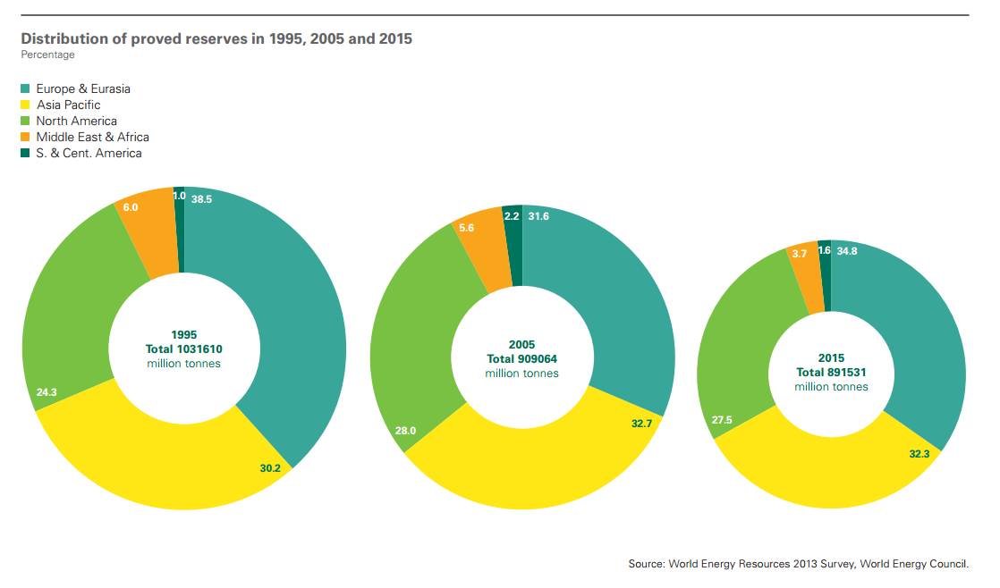 Distribution of proved reserves in 1995, 2005 and 2015
Percentage
Europe & Eurasia
Asia Pacific
North America
Middle East & Africa
S. & Cent. America
6.0
1.0
38.5
24.3
30.2
1995
Total 1031610
million tonnes
5.6
2.2
31.6
28.0
32.7
2005
Total 909064
million tonnes
3.7
1.6
34.8
27.5
32.3
2015
Total 891531
million tonnes
Source: World Energy Resources 2013 Survey, World Energy Council.